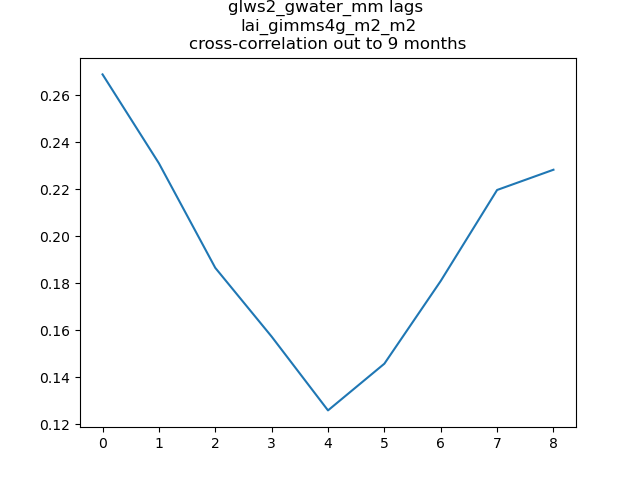 glws2_gwater_mm lags
lai_gimms4g_m2_m2
cross-correlation out to 9 months
0.26
0.24
0.22
0.20
0.18
0.16
0.14
0.12
0 1 2 3 4 5 6 7 8